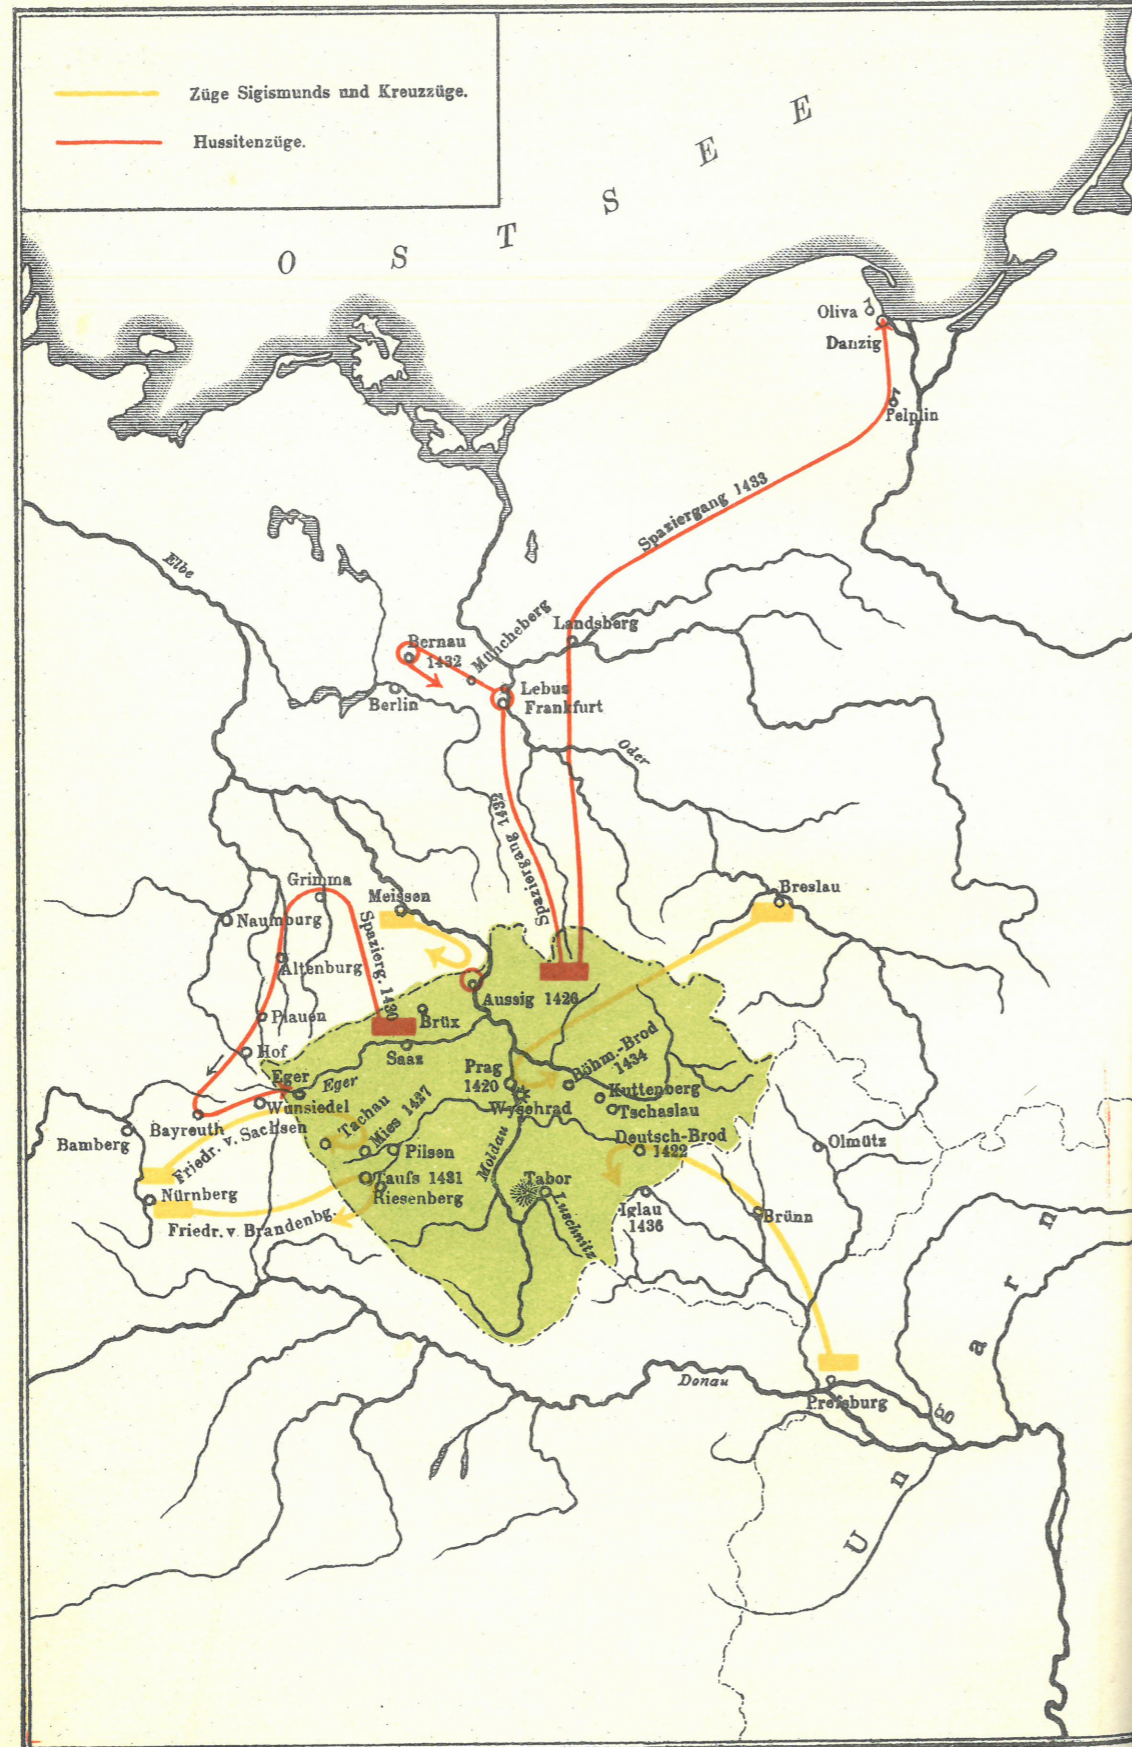 Züge Sigismunds und Kreuzzüge.
Hussitenzüge.
O S T S E E
Oliva
Danzig
Pelplin
Spaziergang 1433
Elbe
Landsberg
Müncheberg
Bernau
1432
Lebus
Frankfurt
Berlin
Oder
Spaziergang 1432
Grimma
Meissen
Breslau
Naumburg
Spazierg. 1430
Altenburg
Aussig 1426
Plauen
Brüx
Hof
Saaz
Prag
1420
Böhm.-Brod
1434
Eger
Eger
Kuttenberg
Wunsiedel
Wyschrad
Tschaslau
Tachau
Mies 1427
Bayreuth
Friedr. v. Sachsen
Bamberg
Deutsch-Brod
1422
Olmütz
Pilsen
Moldau
Taufs 1431
Riesenberg
Tabor
Luschnitz
Nürnberg
Iglau
1436
Brünn
Friedr. v. Brandenbg.
Donau
Prefsburg
U n g a r n